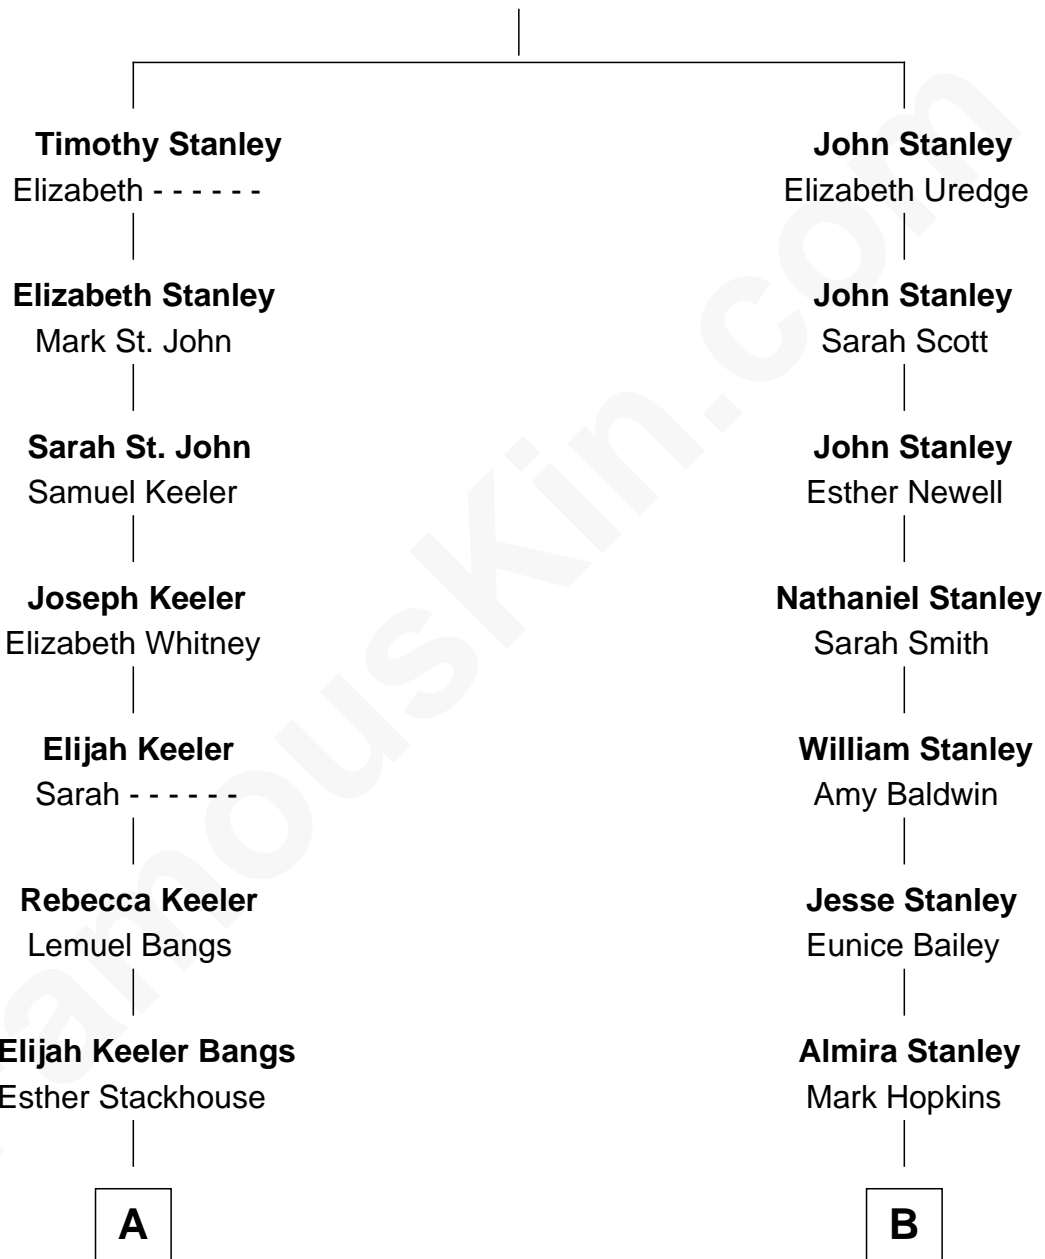 Timothy Stanley
Elizabeth - - - - - -
John Stanley
Elizabeth Uredge
Elizabeth Stanley
Mark St. John
John Stanley
Sarah Scott
Sarah St. John
Samuel Keeler
John Stanley
Esther Newell
Joseph Keeler
Elizabeth Whitney
Nathaniel Stanley
Sarah Smith
Elijah Keeler
Sarah - - - - - -
William Stanley
Amy Baldwin
Rebecca Keeler
Lemuel Bangs
Jesse Stanley
Eunice Bailey
Elijah Keeler Bangs
Esther Stackhouse
Almira Stanley
Mark Hopkins
A
B
FamousKin.com